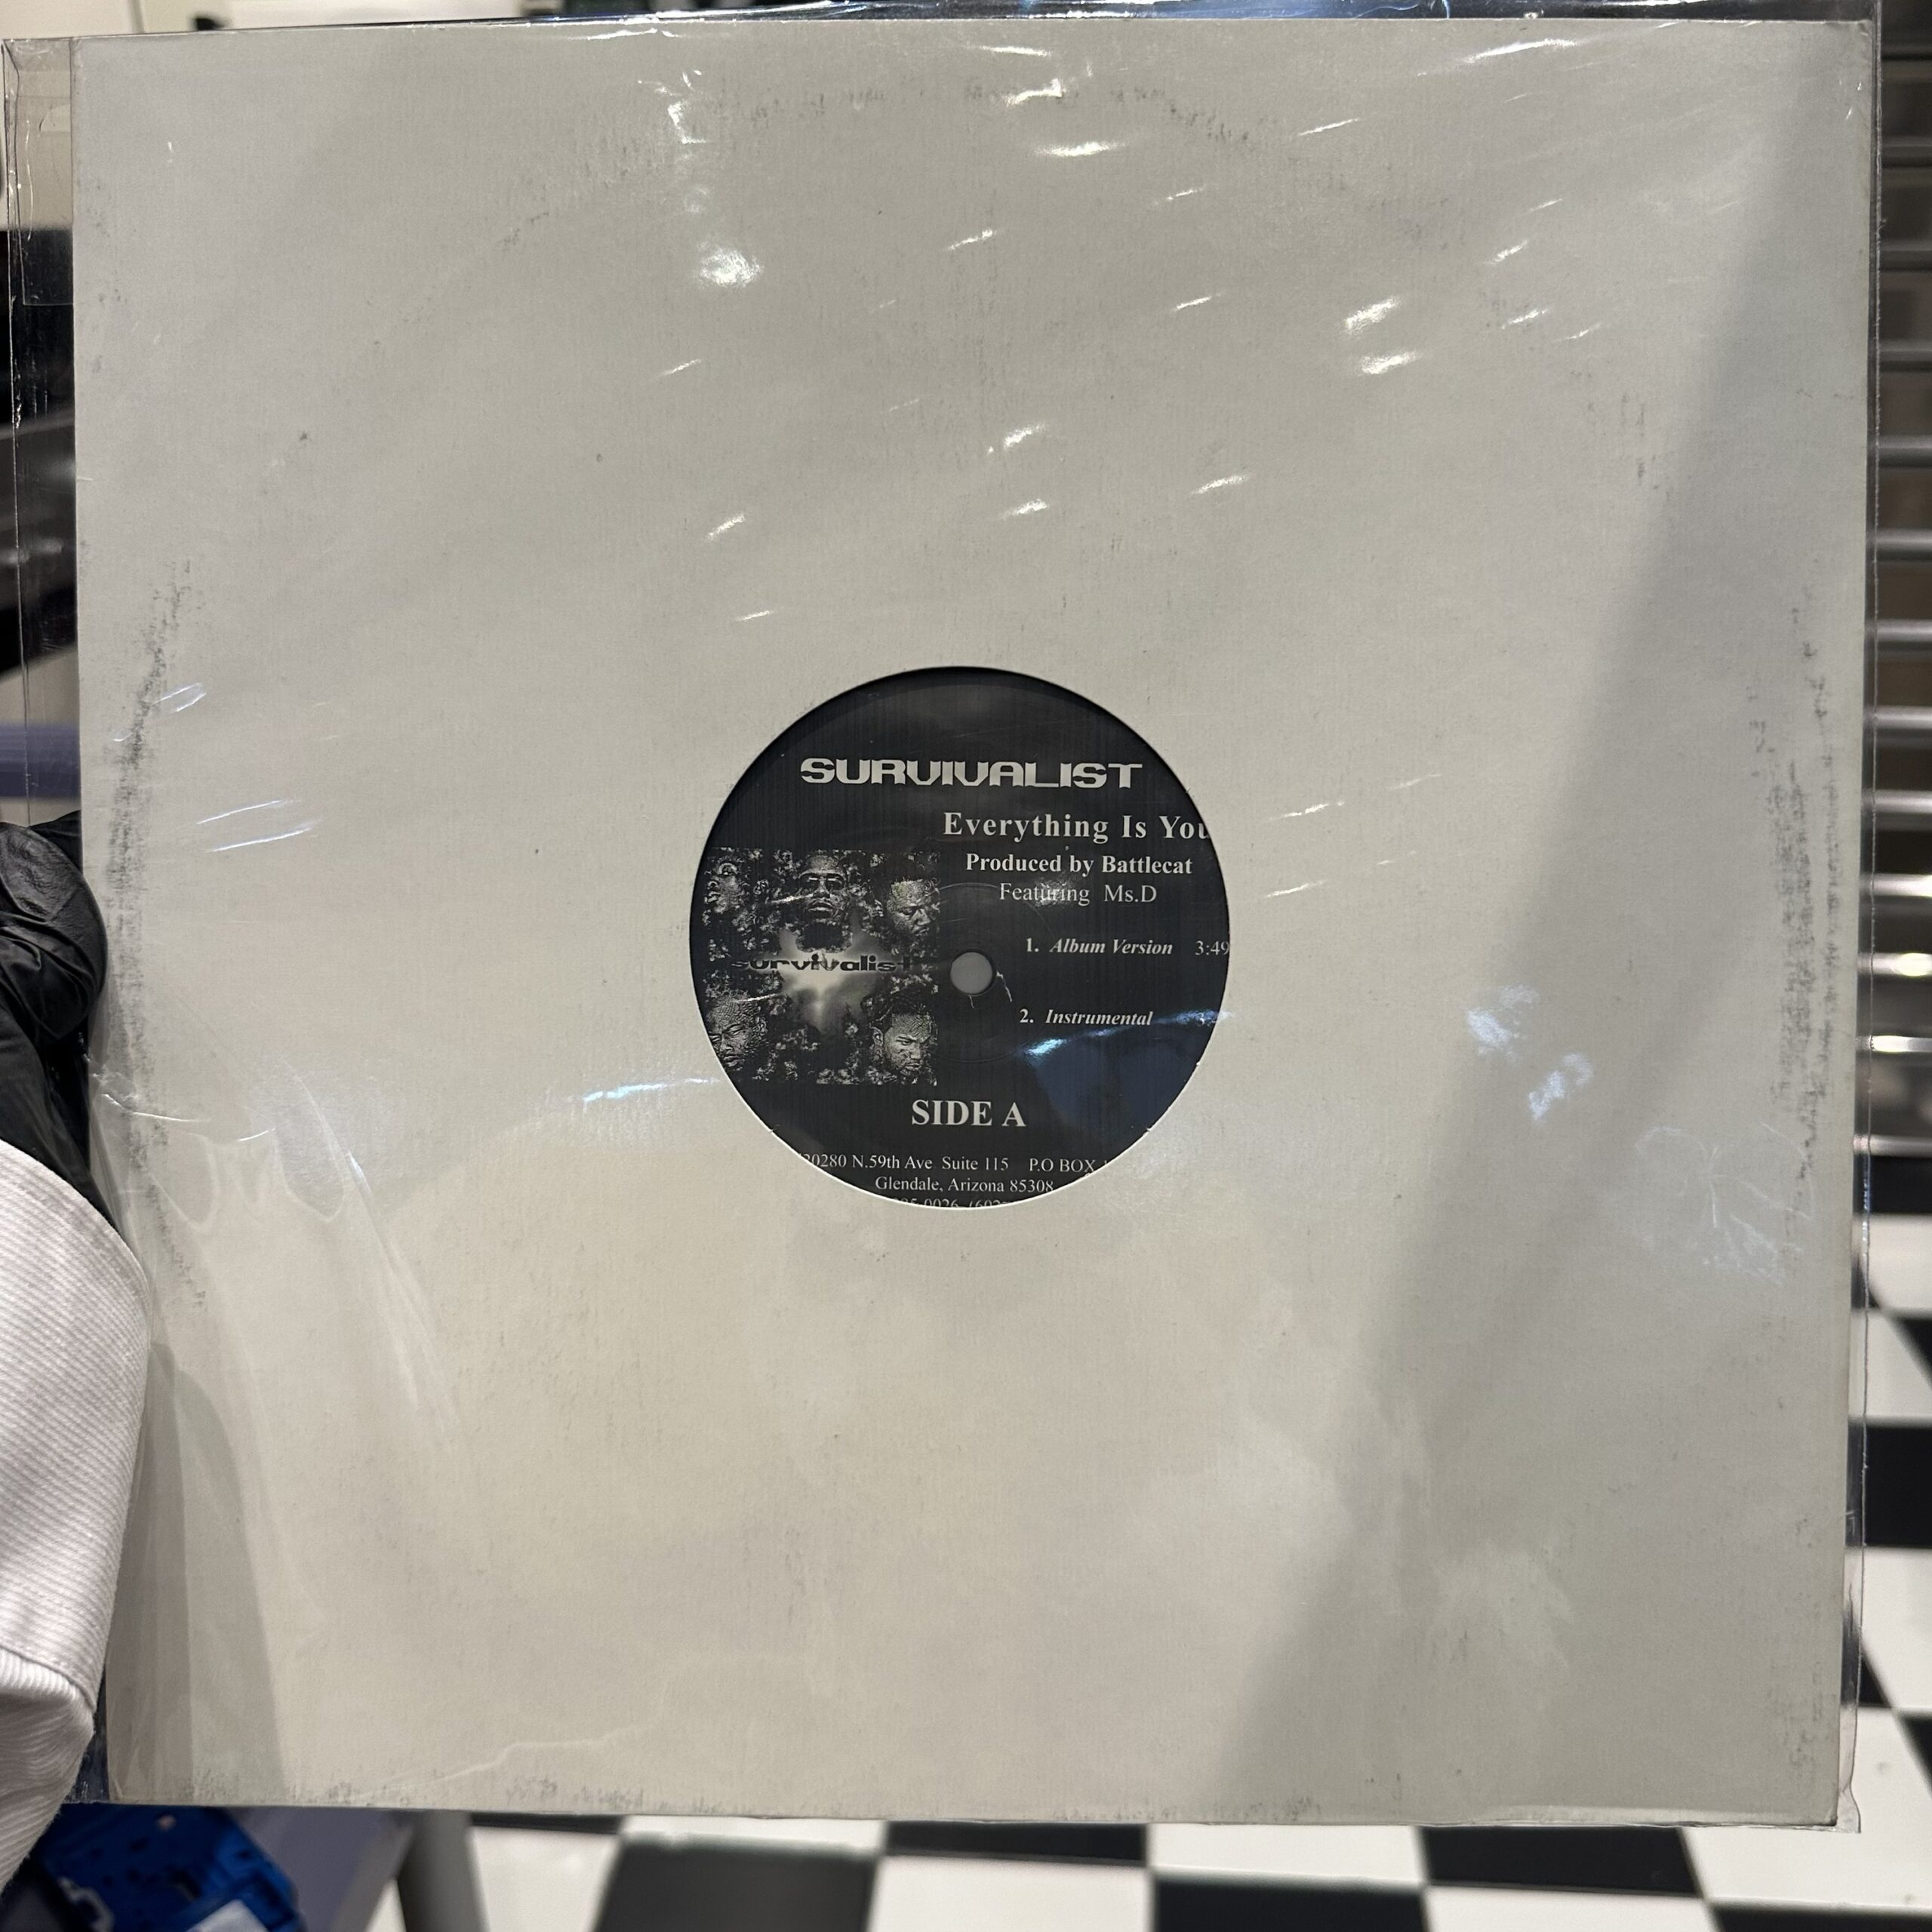 SURVIVALIST
Everything Is You
Produced by Battlecat
Featuring Ms.D
survivalist
1. Album Version 3:49
2. Instrumental
SIDE A
20280 N.59th Ave Suite 115 P.O BOX
Glendale, Arizona 85308